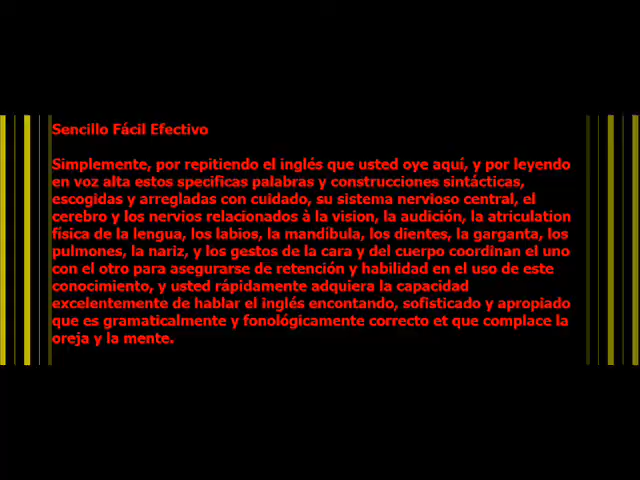 Sencillo Fácil Efectivo
Simplemente, por repitiendo el inglés que usted oye aquí, y por leyendo
en voz alta estos specificas palabras y construcciones sintácticas,
escogidas y arregladas con cuidado, su sistema nervioso central, el
cerebro y los nervios relacionados à la vision, la audición, la atriculation
física de la lengua, los labios, la mandíbula, los dientes, la garganta, los
pulmones, la nariz, y los gestos de la cara y del cuerpo coordinan el uno
con el otro para asegurarse de retención y habilidad en el uso de este
conocimiento, y usted rápidamente adquiera la capacidad
excelentemente de hablar el inglés encontando, sofisticado y apropiado
que es gramaticalmente y fonológicamente correcto et que complace la
oreja y la mente.